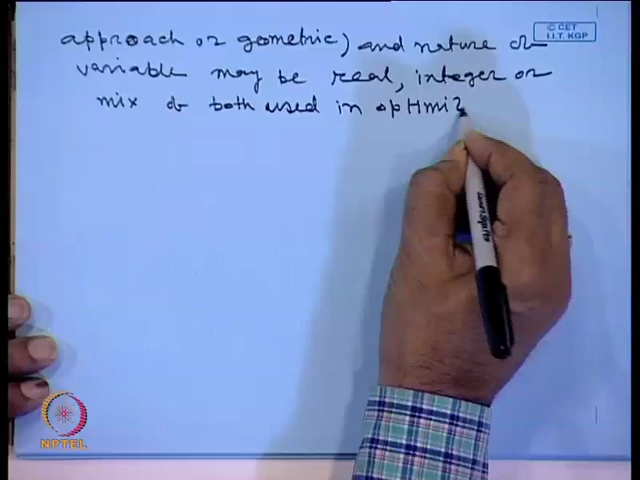 © CET
I.I.T. KGP
approach or geometric) and nature of
variable may be real, integer or
mix of both used in optimiz
NPTEL